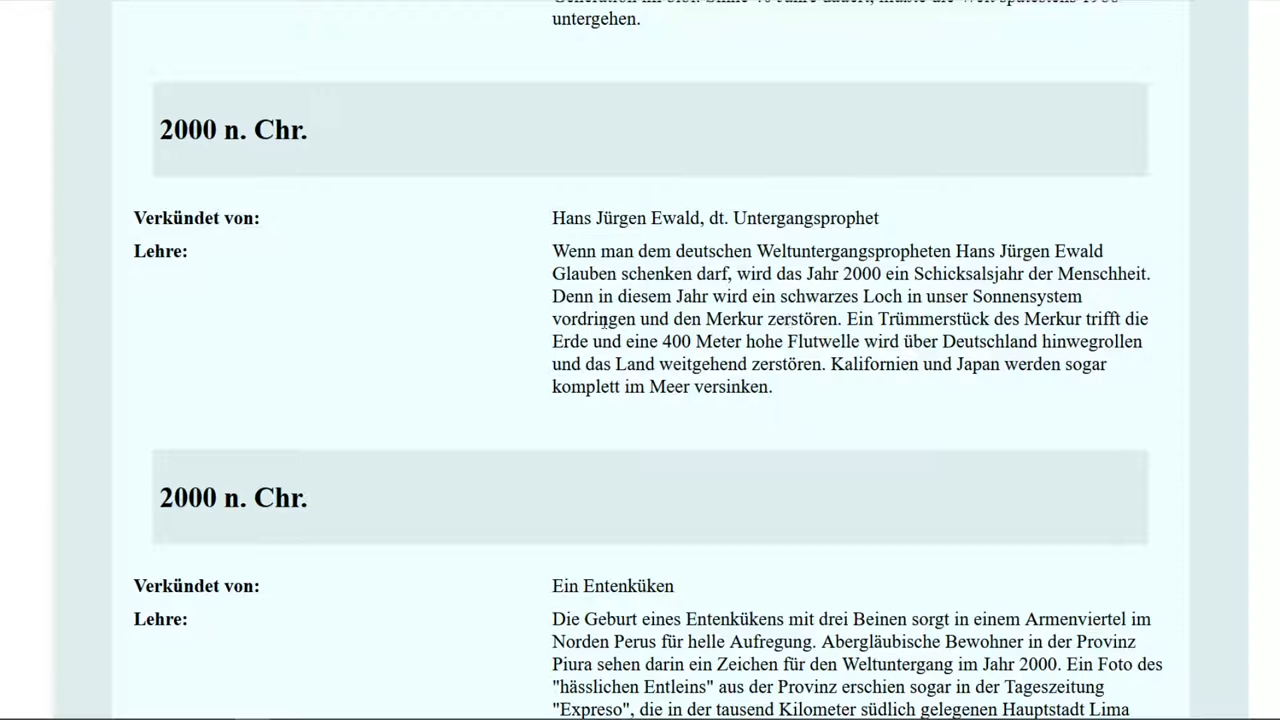 untergehen.
2000 n. Chr.
Verkündet von: Hans Jürgen Ewald, dt. Untergangsprophet
Lehre: Wenn man dem deutschen Weltuntergangspropheten Hans Jürgen Ewald
Glauben schenken darf, wird das Jahr 2000 ein Schicksalsjahr der Menschheit.
Denn in diesem Jahr wird ein schwarzes Loch in unser Sonnensystem
vordringen und den Merkur zerstören. Ein Trümmerstück des Merkur trifft die
Erde und eine 400 Meter hohe Flutwelle wird über Deutschland hinwegrollen
und das Land weitgehend zerstören. Kalifornien und Japan werden sogar
komplett im Meer versinken.
2000 n. Chr.
Verkündet von: Ein Entenküken
Lehre: Die Geburt eines Entenkükens mit drei Beinen sorgt in einem Armenviertel im
Norden Perus für helle Aufregung. Abergläubische Bewohner in der Provinz
Piura sehen darin ein Zeichen für den Weltuntergang im Jahr 2000. Ein Foto des
"hässlichen Entleins" aus der Provinz erschien sogar in der Tageszeitung
"Expreso", die in der tausend Kilometer südlich gelegenen Hauptstadt Lima